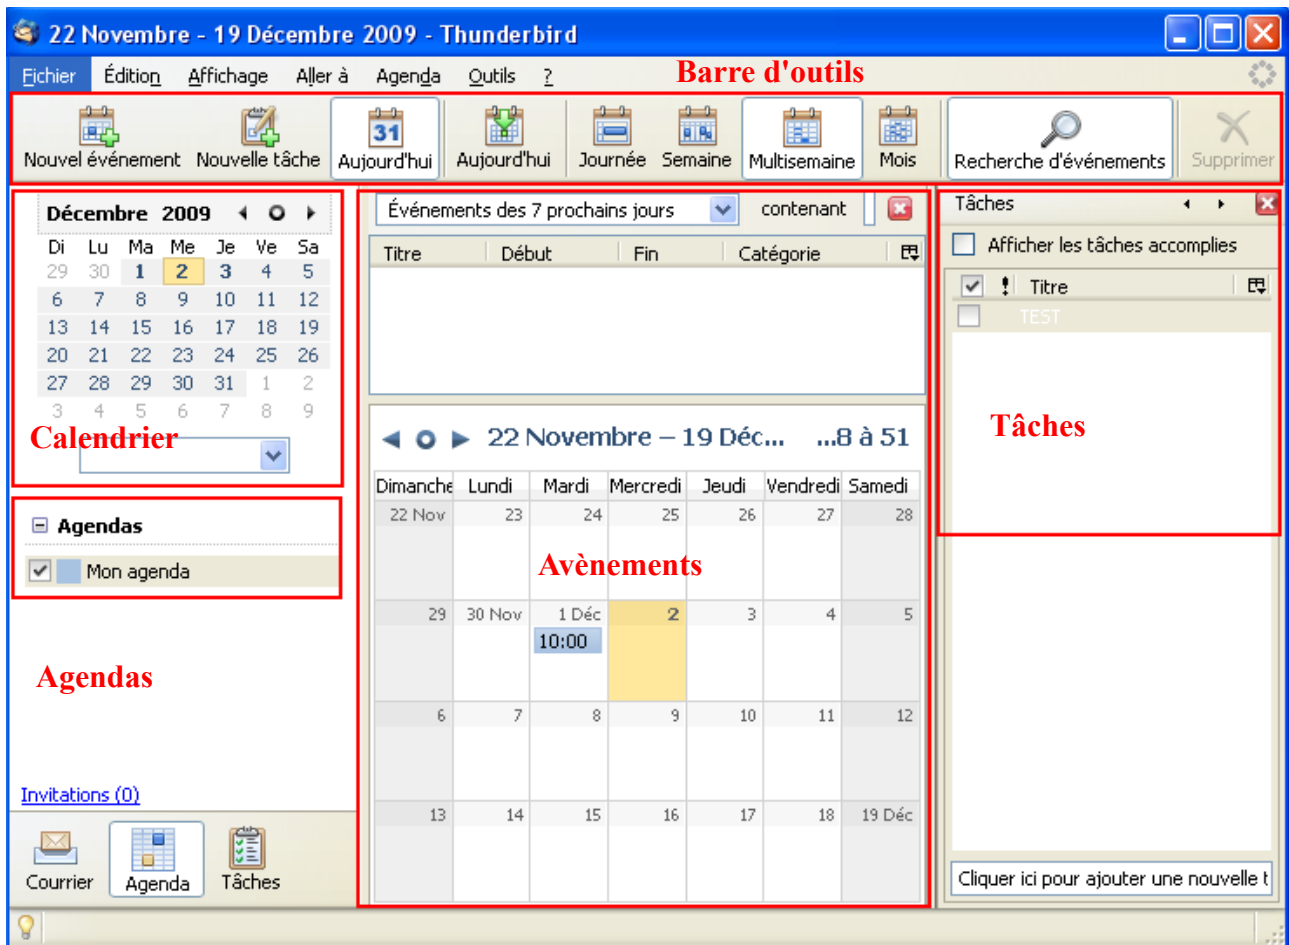 22 Novembre - 19 Décembre 2009 - Thunderbird
Fichier Édition Affichage Aller à Agenda Outils ?
Barre d'outils
Nouvel événement Nouvelle tâche 31 Aujourd'hui Aujourd'hui Journée Semaine Multisemaine Mois Recherche d'événements Supprimer
Décembre 2009
Di Lu Ma Me Je Ve Sa
29 30 1 2 3 4 5
6 7 8 9 10 11 12
13 14 15 16 17 18 19
20 21 22 23 24 25 26
27 28 29 30 31 1 2
3 4 5 6 7 8 9
Calendrier
Agendas
Mon agenda
Agendas
Invitations (0)
Courrier Agenda Tâches
Événements des 7 prochains jours contenant
Titre Début Fin Catégorie
22 Novembre – 19 Déc... ...8 à 51
Dimanche Lundi Mardi Mercredi Jeudi Vendredi Samedi
22 Nov 23 24 25 26 27 28
Avènements
29 30 Nov 1 Déc 2 3 4 5
10:00
6 7 8 9 10 11 12
13 14 15 16 17 18 19 Déc
Tâches
Afficher les tâches accomplies
Titre
TEST
Tâches
Cliquer ici pour ajouter une nouvelle t